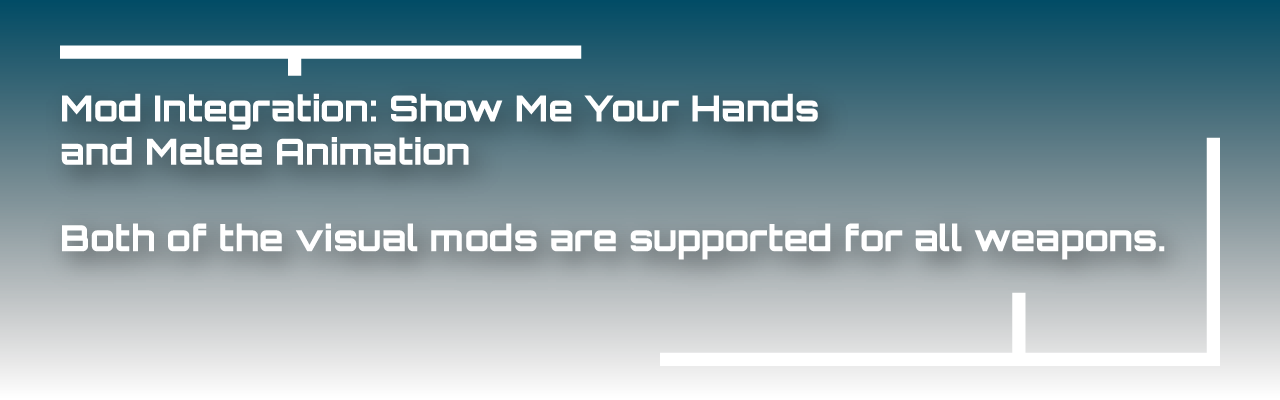 Mod Integration: Show Me Your Hands
and Melee Animation
Both of the visual mods are supported for all weapons.